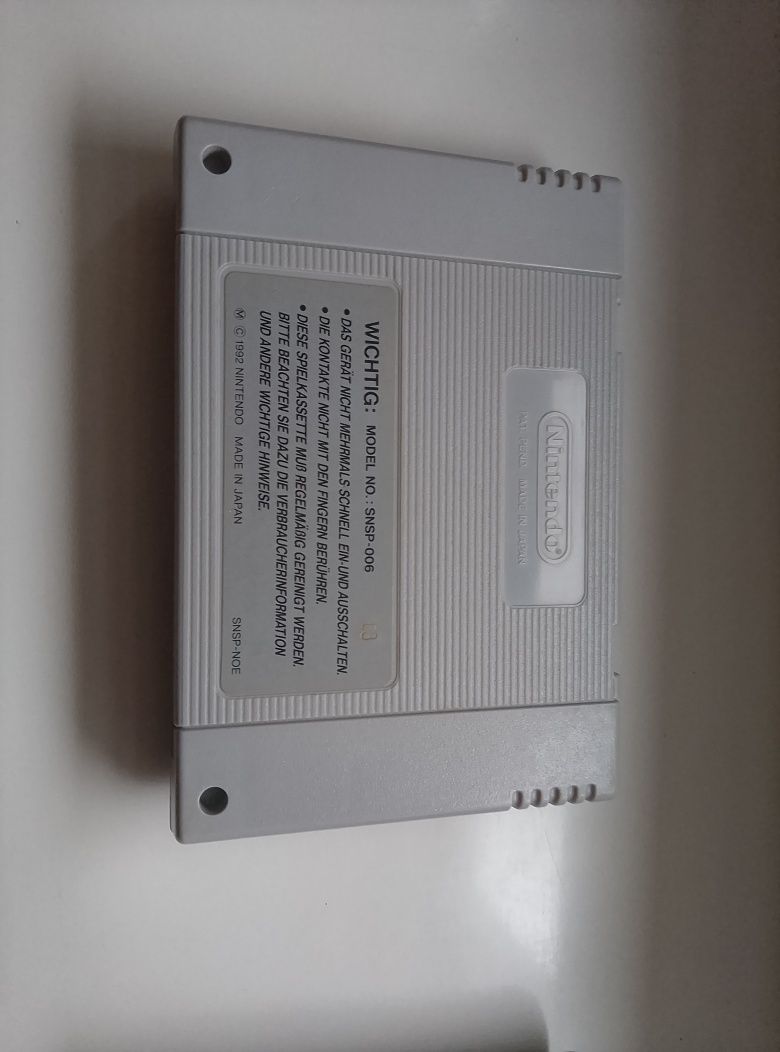 Nintendo®
PAT. PEND. MADE IN JAPAN
WICHTIG: MODEL NO.: SNSP-006
• DAS GERÄT NICHT MEHRMALS SCHNELL EIN-UND AUSSCHALTEN.
• DIE KONTAKTE NICHT MIT DEN FINGERN BERÜHREN.
• DIESE SPIELKASSETTE MUß REGELMÄßIG GEREINIGT WERDEN.
BITTE BEACHTEN SIE DAZU DIE VERBRAUCHERINFORMATION
UND ANDERE WICHTIGE HINWEISE.
Ⓜ © 1992 NINTENDO MADE IN JAPAN SNSP-NOE